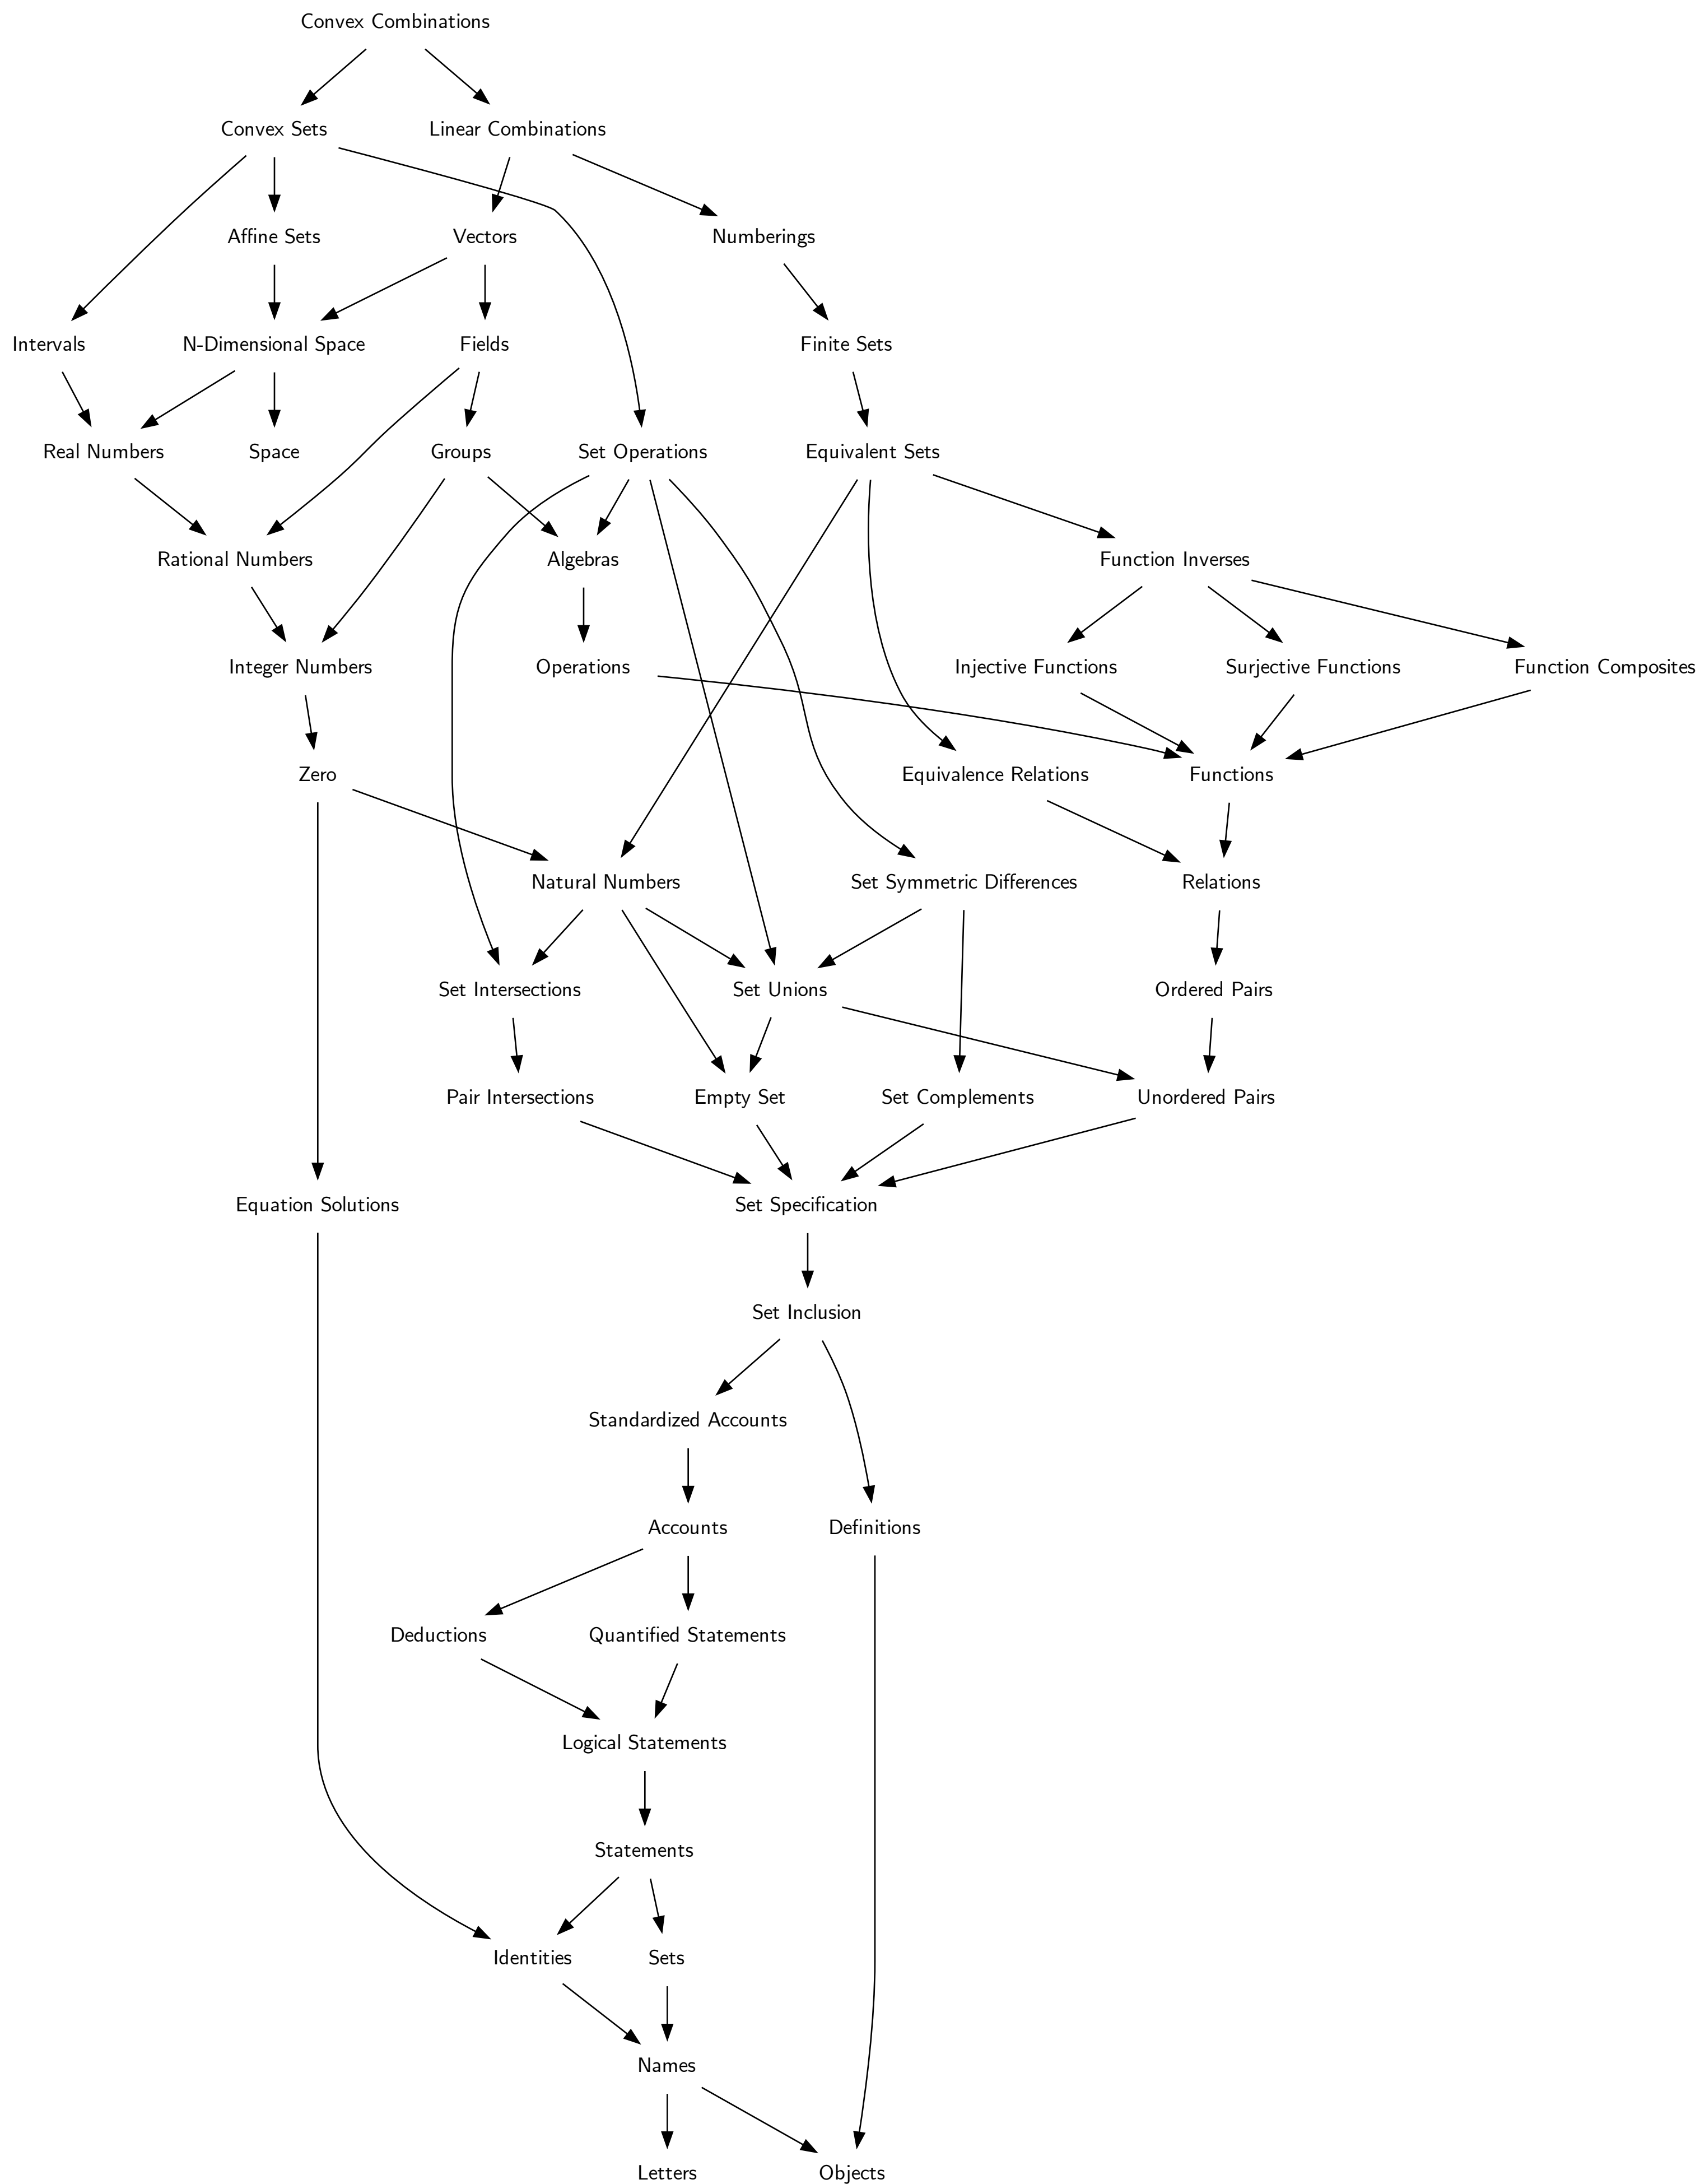 Convex Combinations
Convex Sets
Linear Combinations
Affine Sets
Vectors
Numberings
Intervals
N-Dimensional Space
Fields
Finite Sets
Real Numbers
Space
Groups
Set Operations
Equivalent Sets
Rational Numbers
Algebras
Function Inverses
Integer Numbers
Operations
Injective Functions
Surjective Functions
Function Composites
Zero
Equivalence Relations
Functions
Natural Numbers
Set Symmetric Differences
Relations
Set Intersections
Set Unions
Ordered Pairs
Pair Intersections
Empty Set
Set Complements
Unordered Pairs
Equation Solutions
Set Specification
Set Inclusion
Standardized Accounts
Accounts
Definitions
Deductions
Quantified Statements
Logical Statements
Statements
Identities
Sets
Names
Letters
Objects